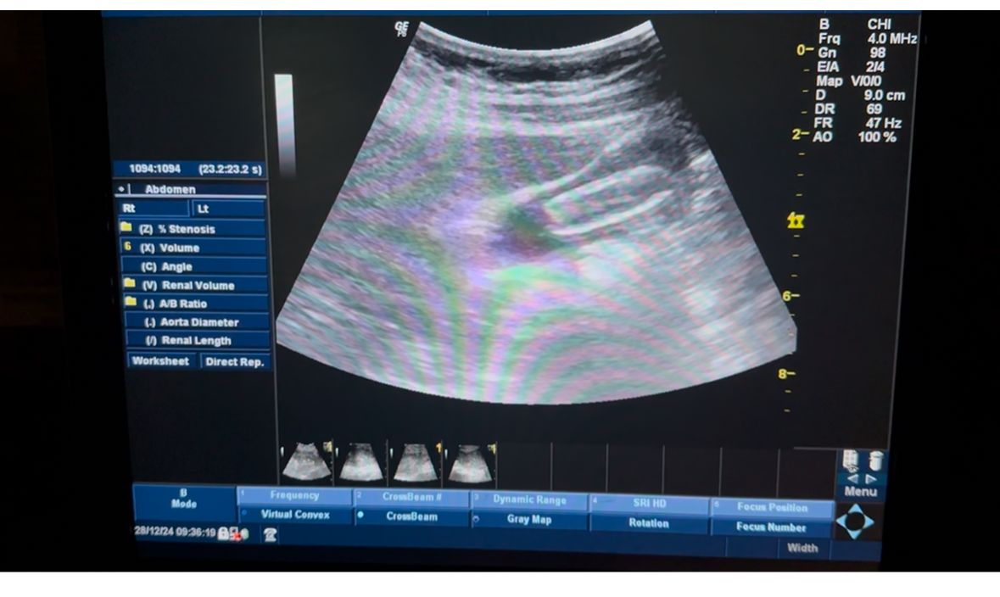 GE
B CHI
Frq 4.0 MHz
0- Gn 98
E/A 2/4
Map V/0/0
D 9.0 cm
DR 69
FR 47 Hz
2- AO 100 %
1094:1094 (23.2:23.2 s)
Abdomen
Rt Lt
(Z) % Stenosis
6 (X) Volume
(C) Angle
(V) Renal Volume
(,) A/B Ratio
(.) Aorta Diameter
(/) Renal Length
Worksheet Direct Rep.
4
6-
8-
Menu
B
Mode
1 Frequency 2 CrossBeam # 3 Dynamic Range 4 SRI HD 5 Focus Position
Virtual Convex CrossBeam Gray Map Rotation Focus Number
28/12/24 09:36:19
Width